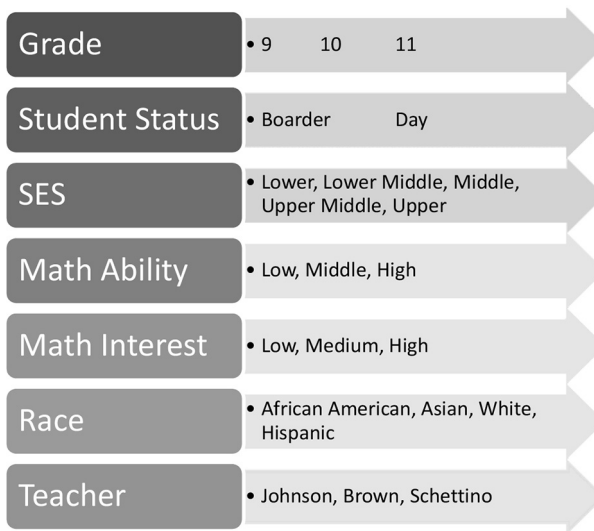 Grade
• 9 10 11
Student Status
• Boarder Day
SES
• Lower, Lower Middle, Middle,
Upper Middle, Upper
Math Ability
• Low, Middle, High
Math Interest
• Low, Medium, High
Race
• African American, Asian, White,
Hispanic
Teacher
• Johnson, Brown, Schettino